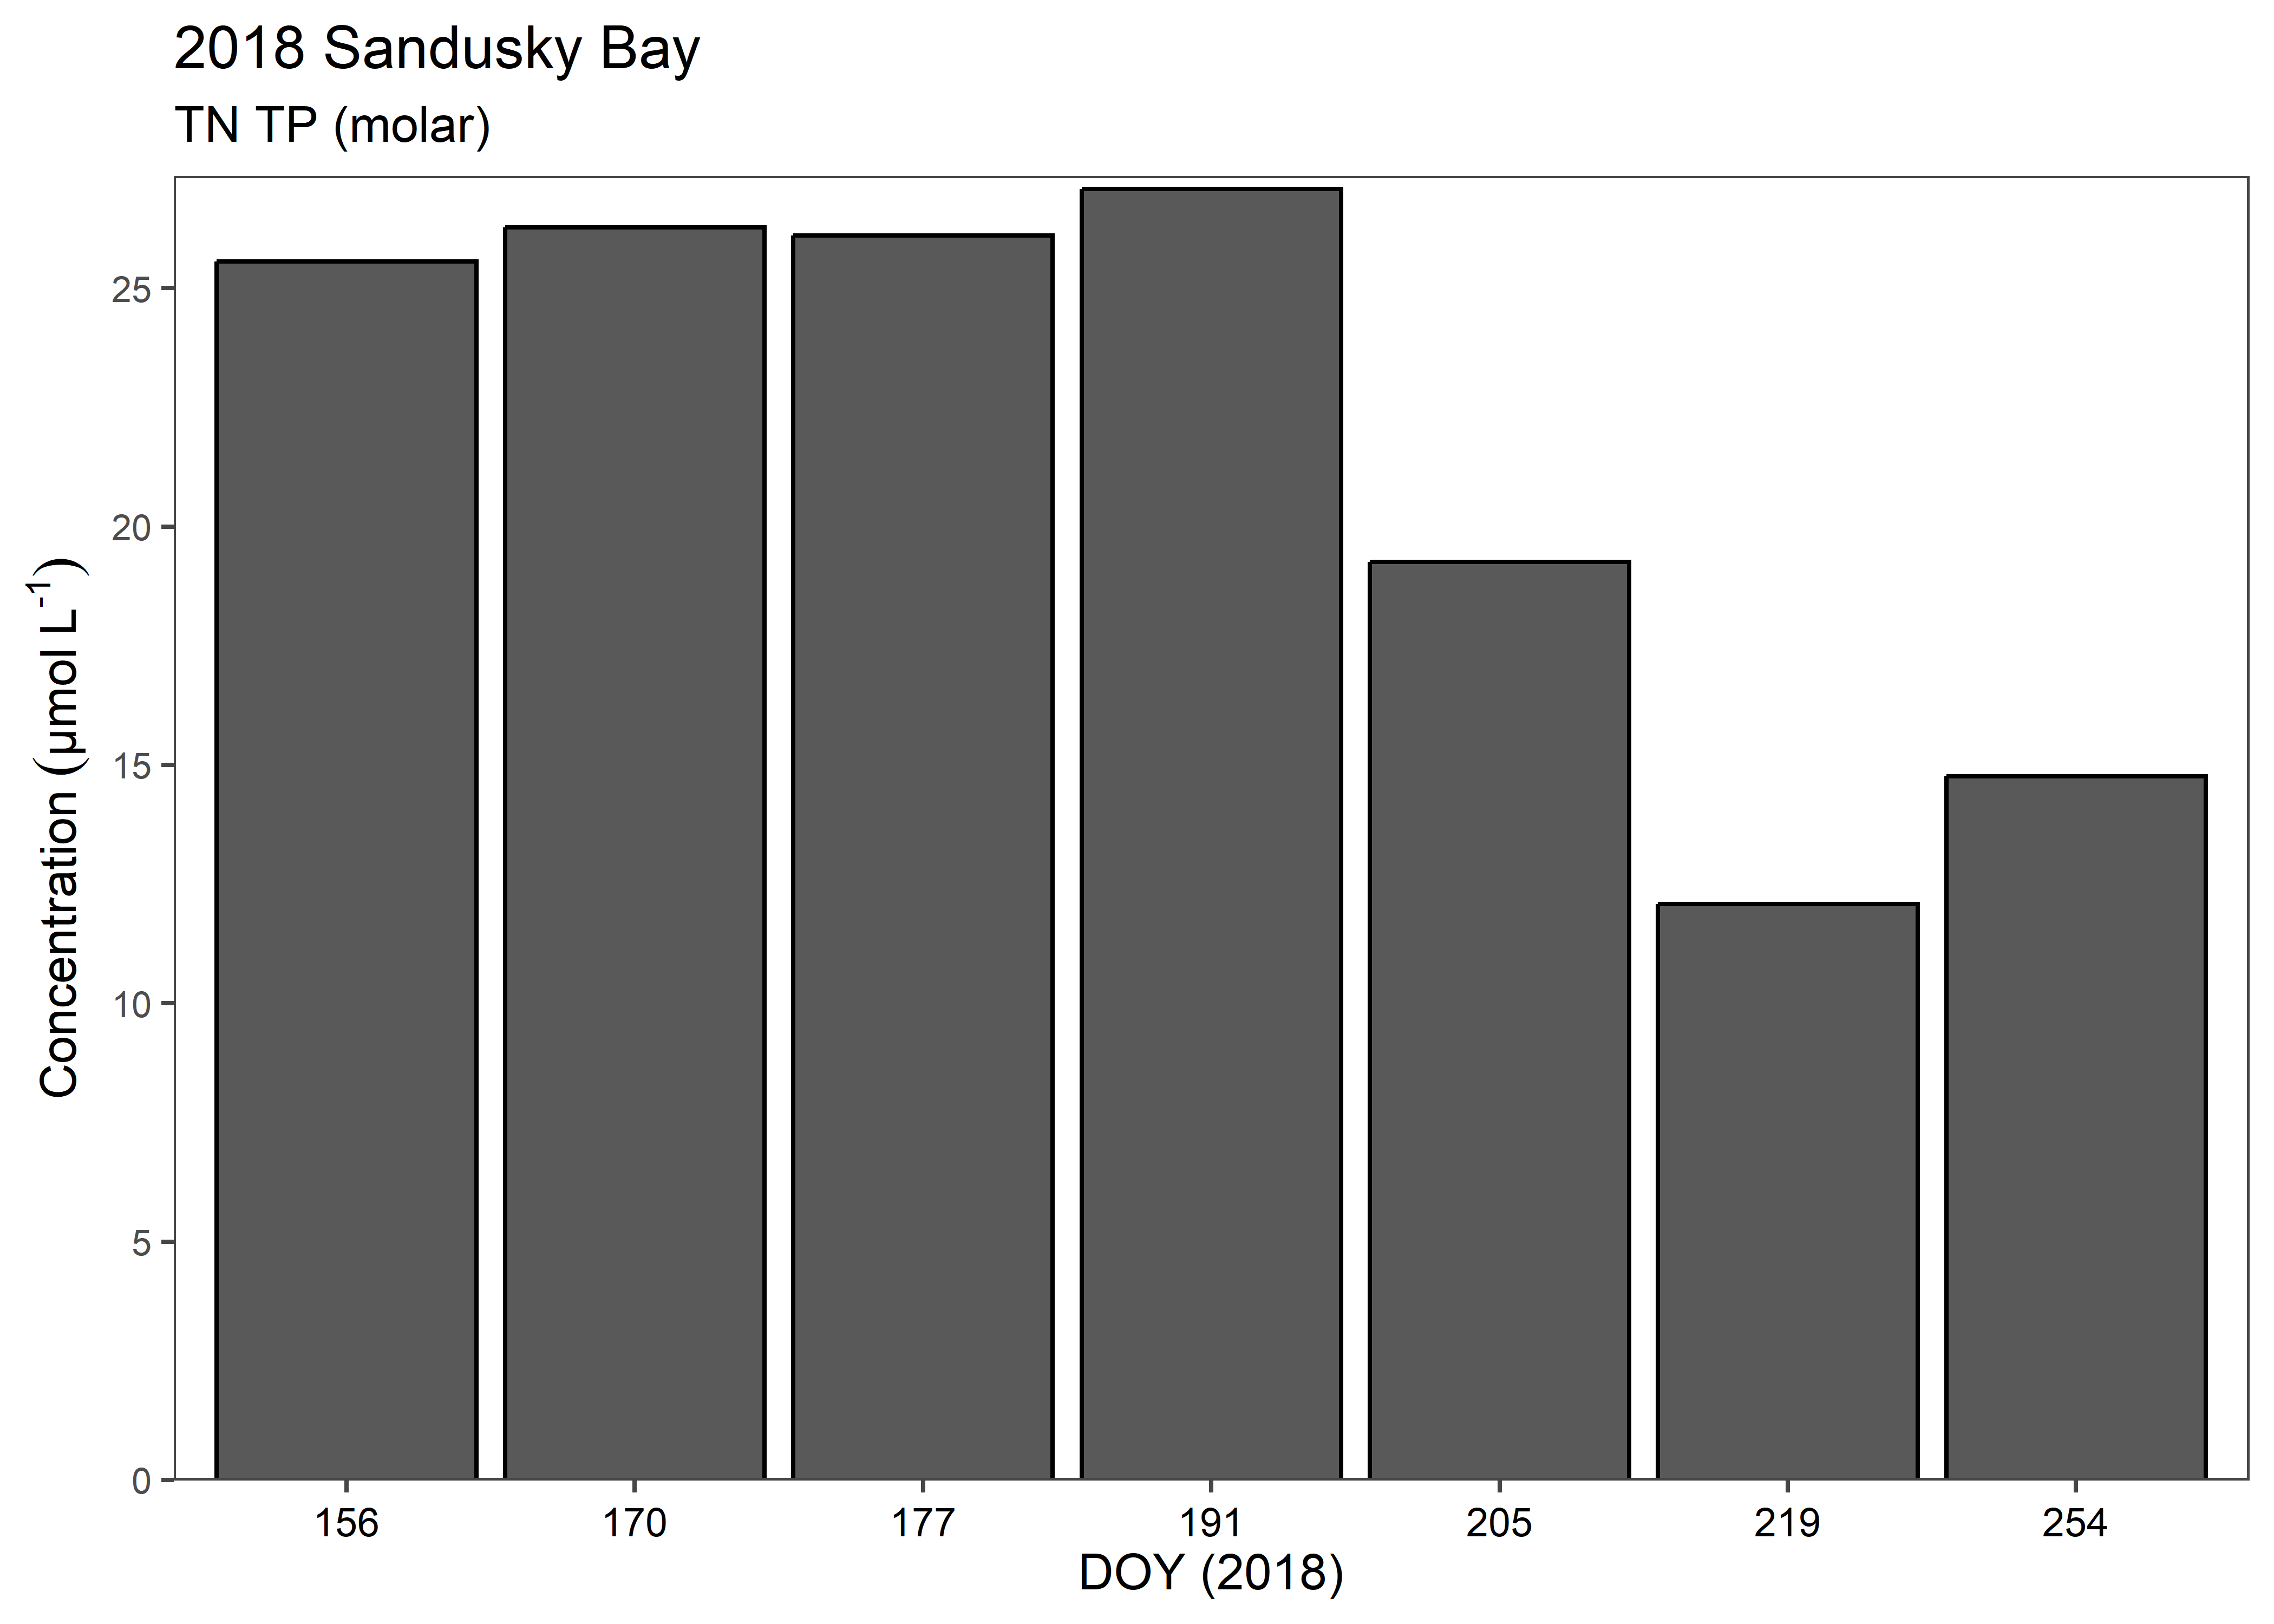 2018 Sandusky Bay
TN TP (molar)
Concentration (µmol L⁻¹)
25
20
15
10
5
0
156 170 177 191 205 219 254
DOY (2018)